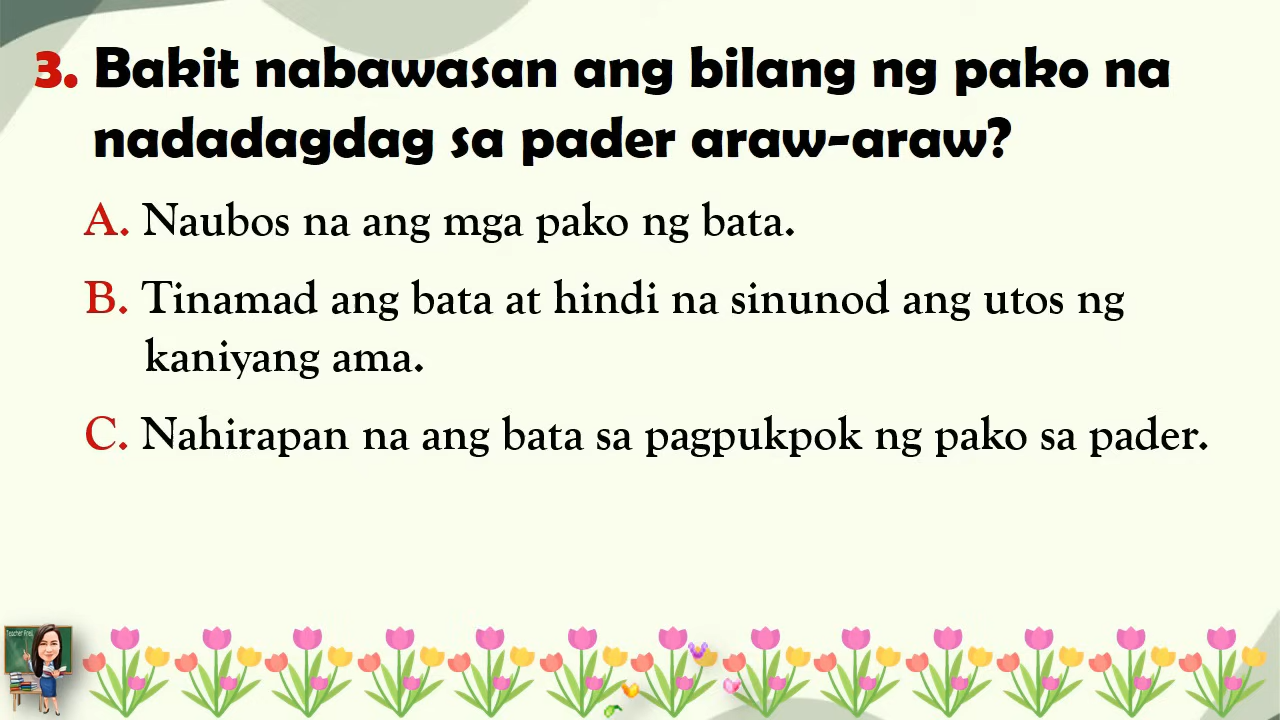 3. Bakit nabawasan ang bilang ng pako na
nadadagdag sa pader araw-araw?
A. Naubos na ang mga pako ng bata.
B. Tinamad ang bata at hindi na sinunod ang utos ng
kaniyang ama.
C. Nahirapan na ang bata sa pagpukpok ng pako sa pader.